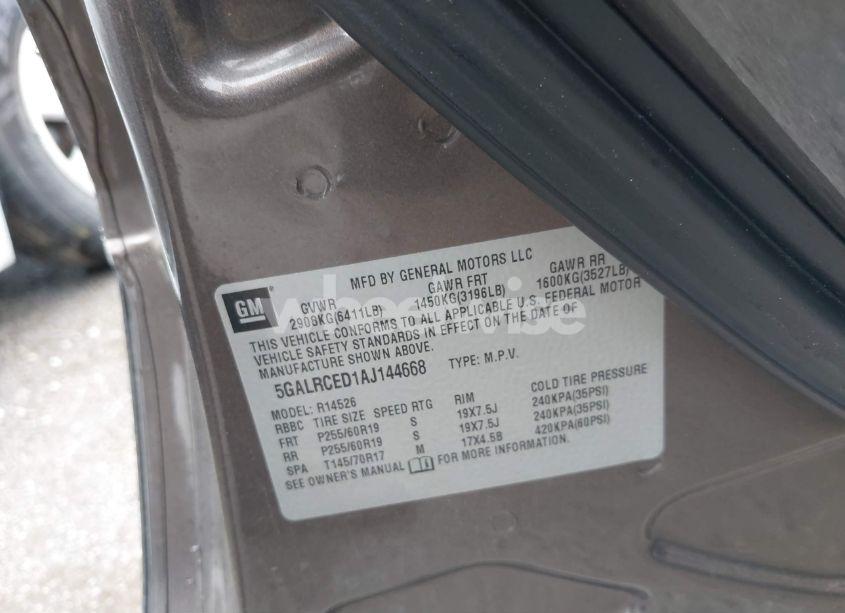 GM
MFD BY GENERAL MOTORS LLC
GVWR GAWR FRT GAWR RR
2908KG(6411LB) 1450KG(3196LB) 1600KG(3527LB)
THIS VEHICLE CONFORMS TO ALL APPLICABLE U.S. FEDERAL MOTOR
VEHICLE SAFETY STANDARDS IN EFFECT ON THE DATE OF
MANUFACTURE SHOWN ABOVE.
5GALRCED1AJ144668 TYPE: M.P.V.
MODEL: R14526
RBBC TIRE SIZE SPEED RTG RIM COLD TIRE PRESSURE
FRT P255/60R19 S 19X7.5J 240KPA(35PSI)
RR P255/60R19 S 19X7.5J 240KPA(35PSI)
SPA T145/70R17 M 17X4.5B 420KPA(60PSI)
SEE OWNER'S MANUAL FOR MORE INFORMATION.